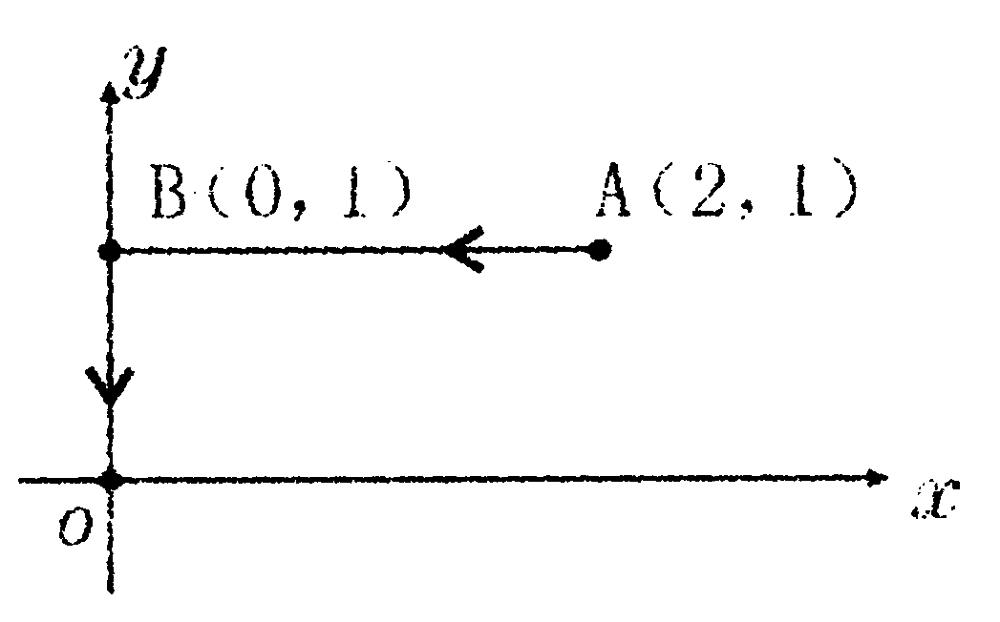 y
B(0, 1) A(2, 1)
o x